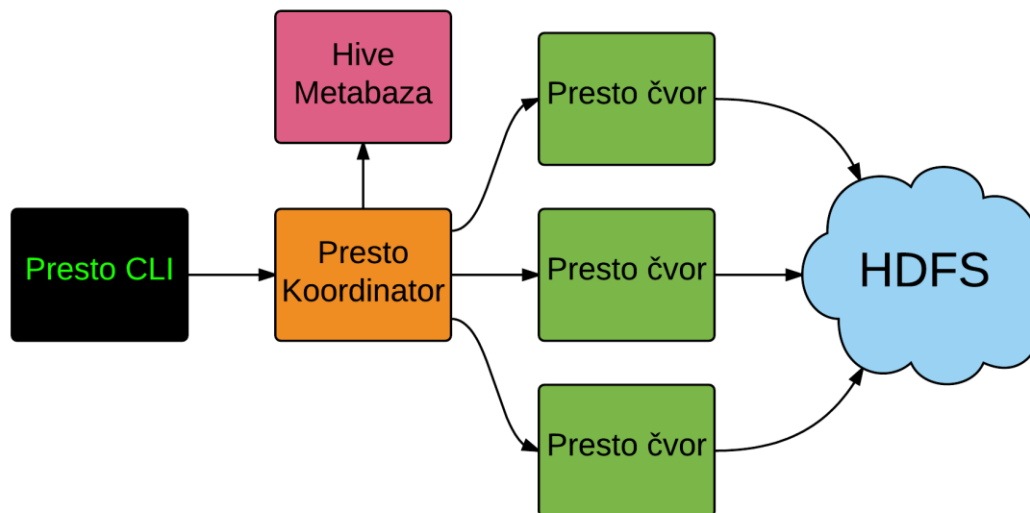 Hive
Metabaza
Presto čvor
Presto CLI
Presto
Koordinator
Presto čvor
HDFS
Presto čvor